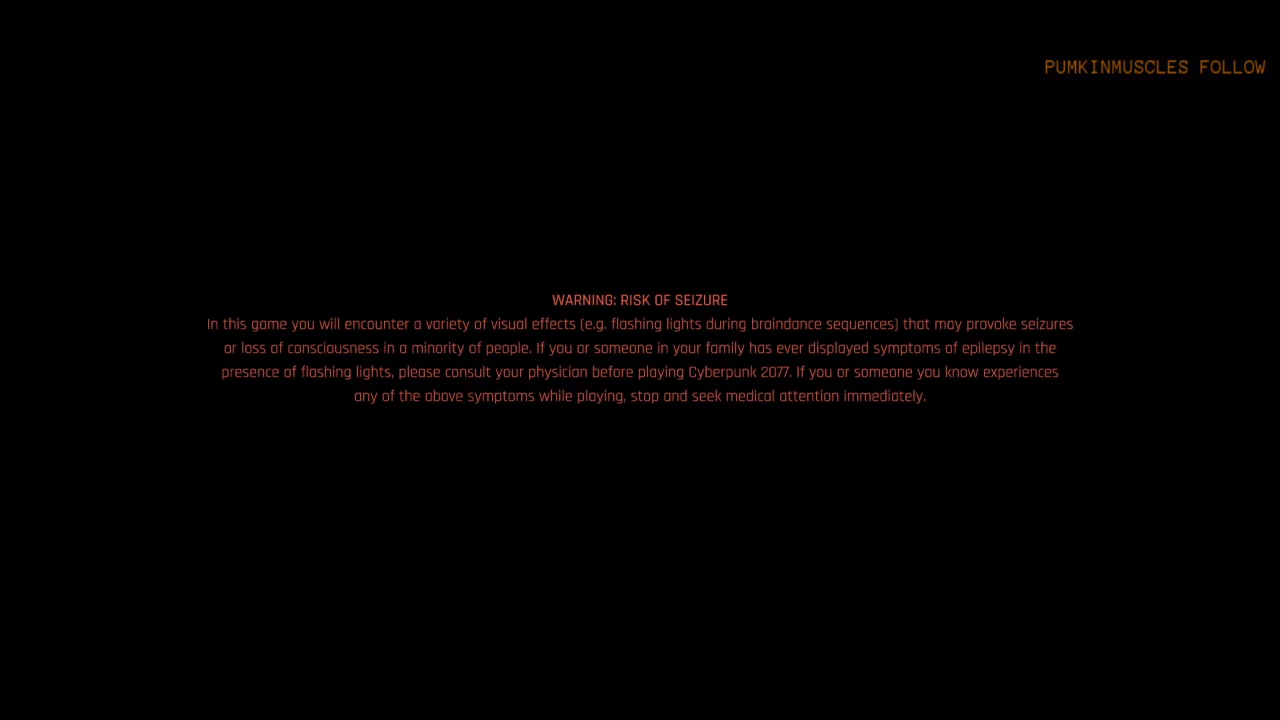 PUMKINMUSCLES FOLLOW
WARNING: RISK OF SEIZURE
In this game you will encounter a variety of visual effects (e.g. flashing lights during braindance sequences) that may provoke seizures
or loss of consciousness in a minority of people. If you or someone in your family has ever displayed symptoms of epilepsy in the
presence of flashing lights, please consult your physician before playing Cyberpunk 2077. If you or someone you know experiences
any of the above symptoms while playing, stop and seek medical attention immediately.